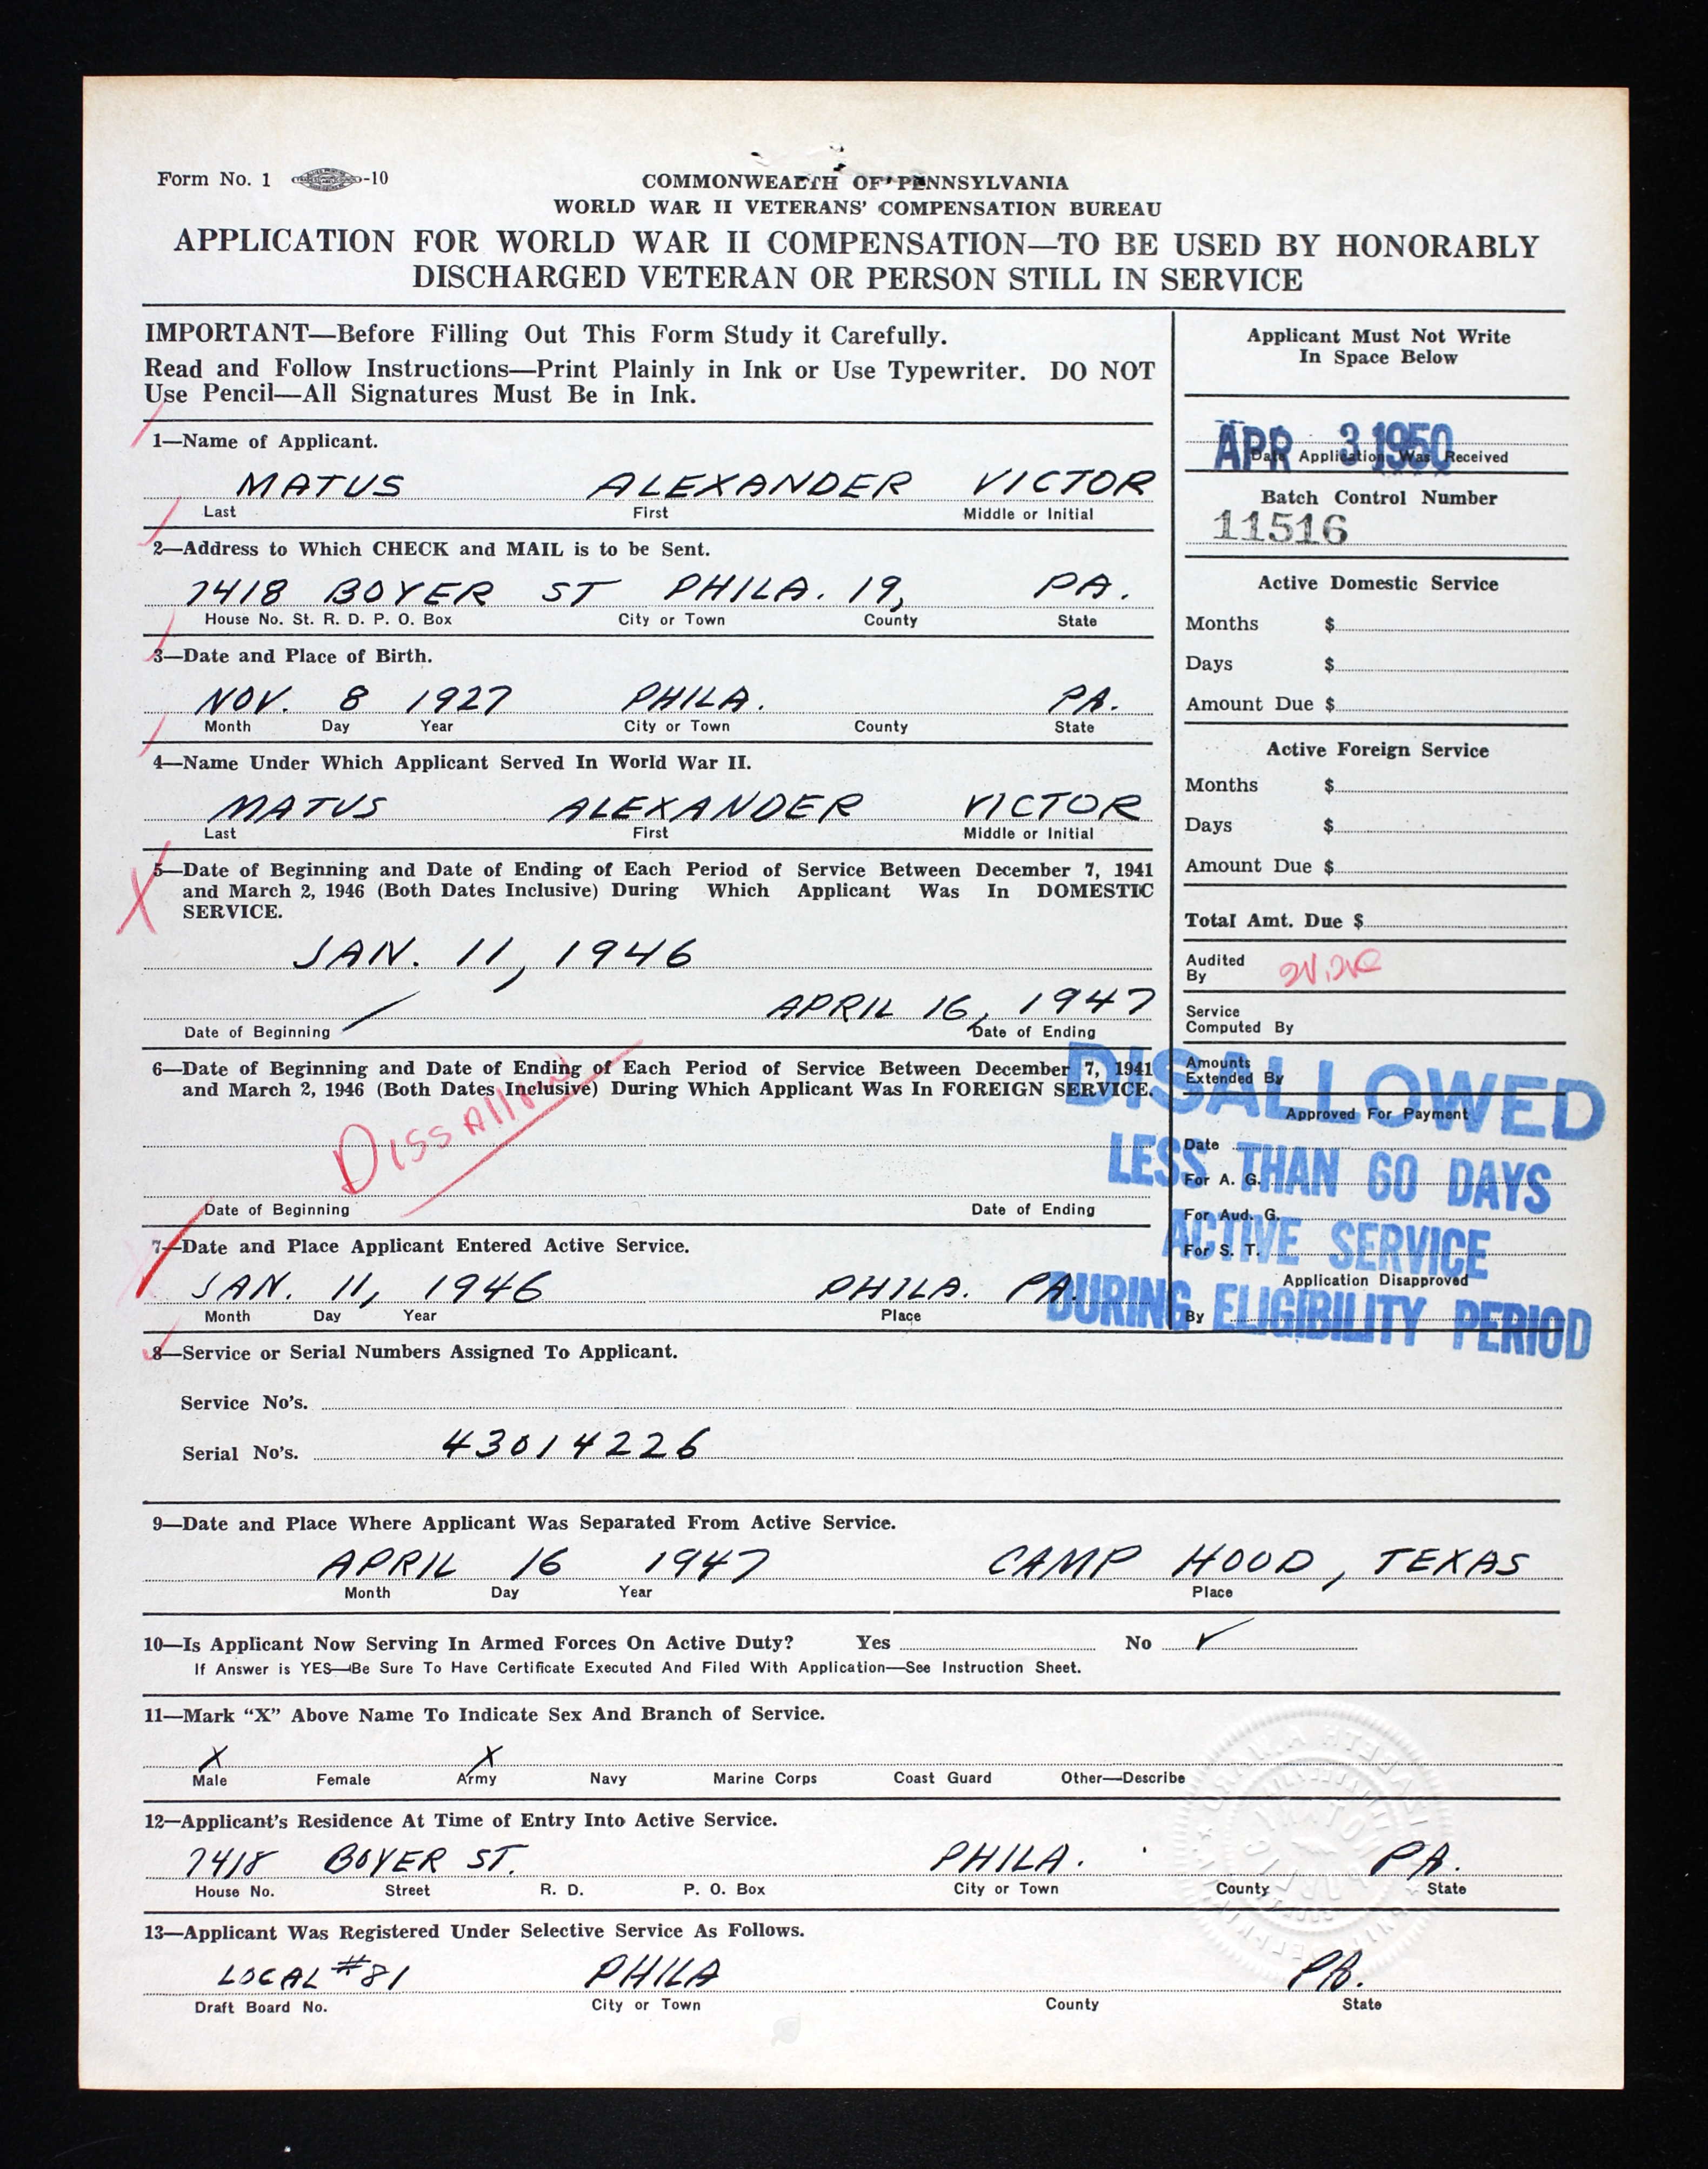 Form No. 1 -10
COMMONWEALTH OF PENNSYLVANIA
WORLD WAR II VETERANS' COMPENSATION BUREAU
APPLICATION FOR WORLD WAR II COMPENSATION—TO BE USED BY HONORABLY
DISCHARGED VETERAN OR PERSON STILL IN SERVICE
IMPORTANT—Before Filling Out This Form Study it Carefully.
Read and Follow Instructions—Print Plainly in Ink or Use Typewriter. DO NOT
Use Pencil—All Signatures Must Be in Ink.
1—Name of Applicant.
MATUS ALEXANDER VICTOR
Last First Middle or Initial
2—Address to Which CHECK and MAIL is to be Sent.
7418 BOYER ST PHILA. 19, PA.
House No. St. R. D. P. O. Box City or Town County State
3—Date and Place of Birth.
NOV. 8 1927 PHILA. PA.
Month Day Year City or Town County State
4—Name Under Which Applicant Served In World War II.
MATUS ALEXANDER VICTOR
Last First Middle or Initial
5—Date of Beginning and Date of Ending of Each Period of Service Between December 7, 1941
and March 2, 1946 (Both Dates Inclusive) During Which Applicant Was In DOMESTIC
SERVICE.
JAN. 11, 1946
APRIL 16, 1947
Date of Beginning Date of Ending
6—Date of Beginning and Date of Ending of Each Period of Service Between December 7, 1941
and March 2, 1946 (Both Dates Inclusive) During Which Applicant Was In FOREIGN SERVICE.
Dissallow
Date of Beginning Date of Ending
7—Date and Place Applicant Entered Active Service.
JAN. 11, 1946 PHILA. PA.
Month Day Year Place
Applicant Must Not Write
In Space Below
APR 3 1950
Date Application Was Received
Batch Control Number
11516
Active Domestic Service
Months $
Days $
Amount Due $
Active Foreign Service
Months $
Days $
Amount Due $
Total Amt. Due $
Audited
By
Service
Computed By
Amounts
Extended By
Approved For Payment
Date
For A. G.
For Aud. G.
For S. T.
Application Disapproved
By
DISALLOWED
LESS THAN 60 DAYS
ACTIVE SERVICE
DURING ELIGIBILITY PERIOD
8—Service or Serial Numbers Assigned To Applicant.
Service No's.
Serial No's. 43014226
9—Date and Place Where Applicant Was Separated From Active Service.
APRIL 16 1947 CAMP HOOD, TEXAS
Month Day Year Place
10—Is Applicant Now Serving In Armed Forces On Active Duty? Yes No ✓
If Answer is YES—Be Sure To Have Certificate Executed And Filed With Application—See Instruction Sheet.
11—Mark "X" Above Name To Indicate Sex And Branch of Service.
X X
Male Female Army Navy Marine Corps Coast Guard Other—Describe
12—Applicant's Residence At Time of Entry Into Active Service.
7418 BOYER ST. PHILA. PA.
House No. Street R. D. P. O. Box City or Town County State
13—Applicant Was Registered Under Selective Service As Follows.
LOCAL #81 PHILA PA.
Draft Board No. City or Town County State